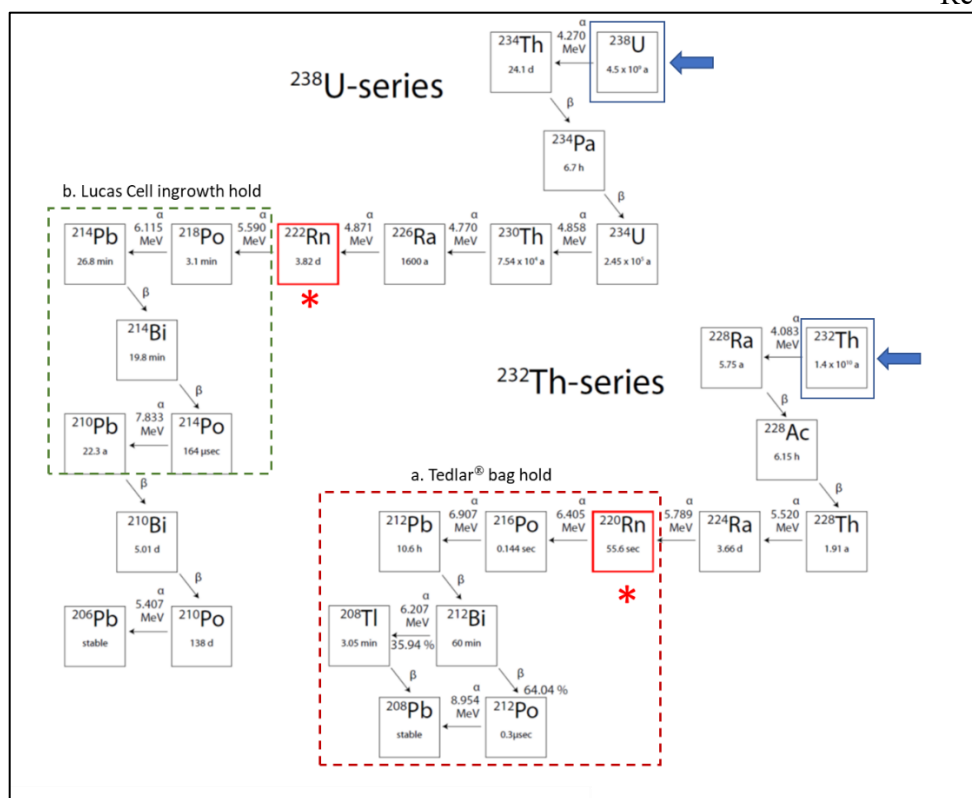 Re
α
4.270
MeV
²³⁴Th
24.1 d
²³⁸U
4.5 x 10⁹ a
²³⁸U-series
β
²³⁴Pa
6.7 h
β
b. Lucas Cell ingrowth hold
²¹⁴Pb
26.8 min
α
6.115
MeV
²¹⁸Po
3.1 min
α
5.590
MeV
²²²Rn
3.82 d
*
α
4.871
MeV
²²⁶Ra
1600 a
α
4.770
MeV
²³⁰Th
7.54 x 10⁴ a
α
4.858
MeV
²³⁴U
β
²¹⁴Bi
19.8 min
β
²¹⁰Pb
22.3 a
α
7.833
MeV
²¹⁴Po
164 µsec
²³²Th-series
²²⁸Ra
5.75 a
α
4.083
MeV
²³²Th
1.4 x 10¹⁰ a
β
²²⁸Ac
6.15 h
β
a. Tedlar® bag hold
β
²¹⁰Bi
5.01 d
β
²⁰⁶Pb
stable
α
5.407
MeV
²¹⁰Po
138 d
²¹²Pb
10.6 h
α
6.907
MeV
²¹⁶Po
0.144 sec
α
6.405
MeV
²²⁰Rn
55.6 sec
*
α
5.789
MeV
²²⁴Ra
3.66 d
α
5.520
MeV
²²⁸Th
1.91 a
β
²⁰⁸Tl
3.05 min
α
6.207
MeV
35.94 %
²¹²Bi
60 min
β
β
64.04 %
²⁰⁸Pb
stable
α
8.954
MeV
²¹²Po
0.3µsec